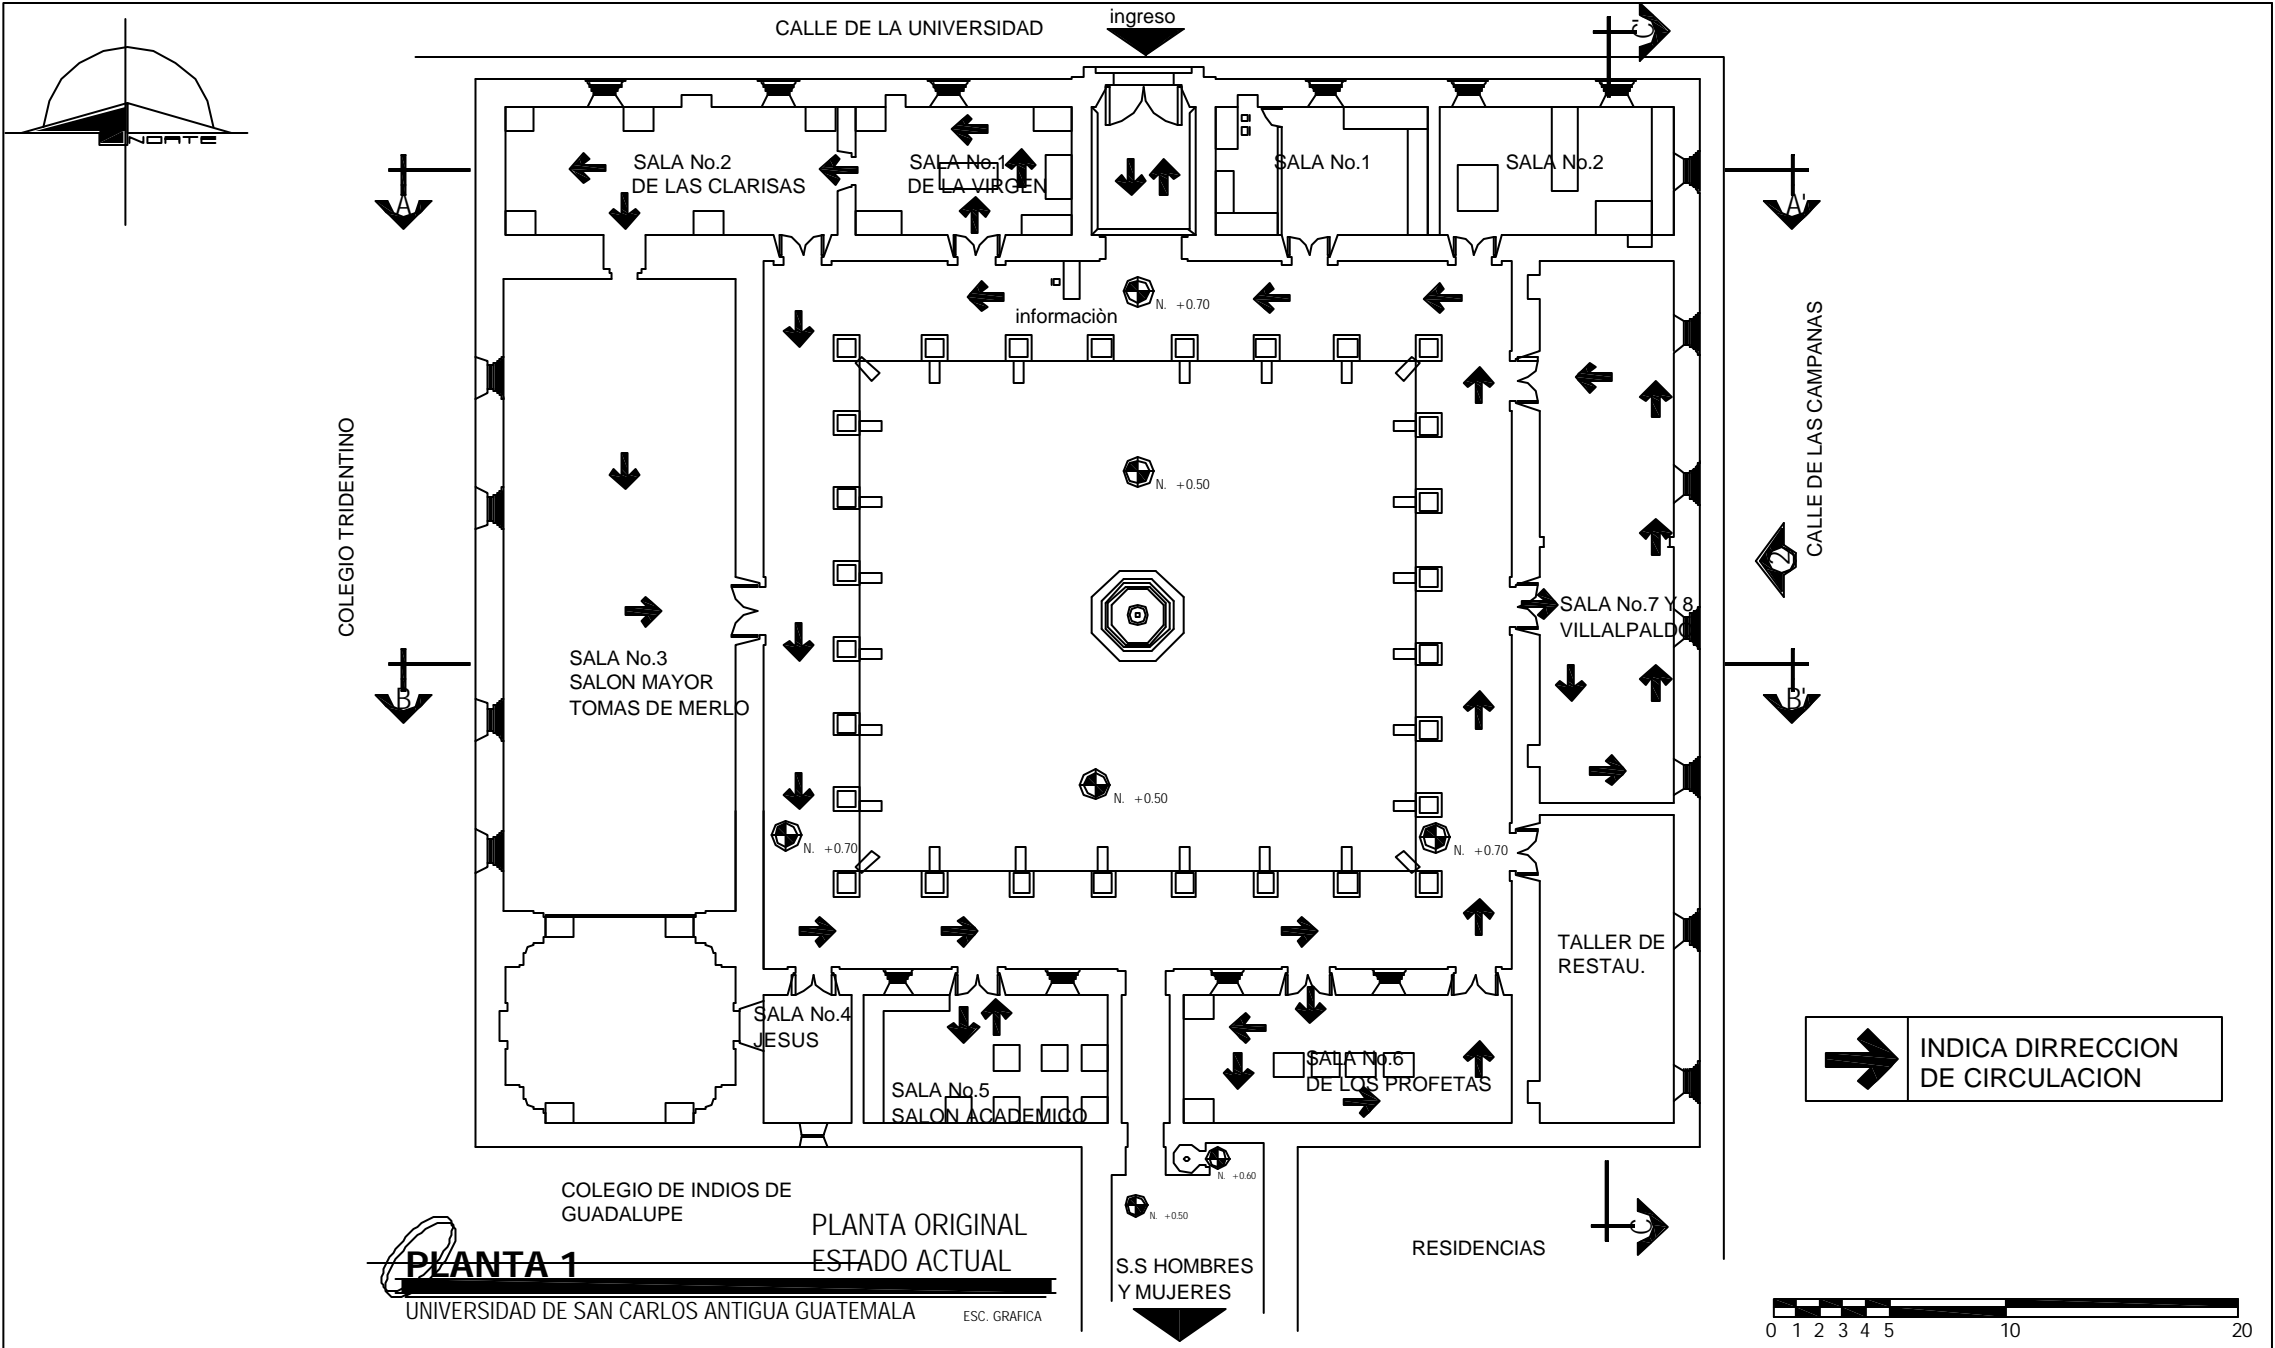 CALLE DE LA UNIVERSIDAD
ingreso
C'
NORTE
SALA No.2
DE LAS CLARISAS
SALA No.1
DE LA VIRGEN
SALA No.1
SALA No.2
A
A'
N. +0.70
informaciòn
COLEGIO TRIDENTINO
CALLE DE LAS CAMPANAS
N. +0.50
2
SALA No.7 Y 8
VILLALPALDO
SALA No.3
SALON MAYOR
TOMAS DE MERLO
B
B'
N. +0.50
N. +0.70
N. +0.70
TALLER DE
RESTAU.
SALA No.4
JESUS
SALA No.5
SALON ACADEMICO
SALA No.6
DE LOS PROFETAS
INDICA DIRRECCION
DE CIRCULACION
N. +0.60
N. +0.50
COLEGIO DE INDIOS DE
GUADALUPE
PLANTA ORIGINAL
ESTADO ACTUAL
PLANTA 1
UNIVERSIDAD DE SAN CARLOS ANTIGUA GUATEMALA
ESC. GRAFICA
S.S HOMBRES
Y MUJERES
RESIDENCIAS
C
0 1 2 3 4 5 10 20